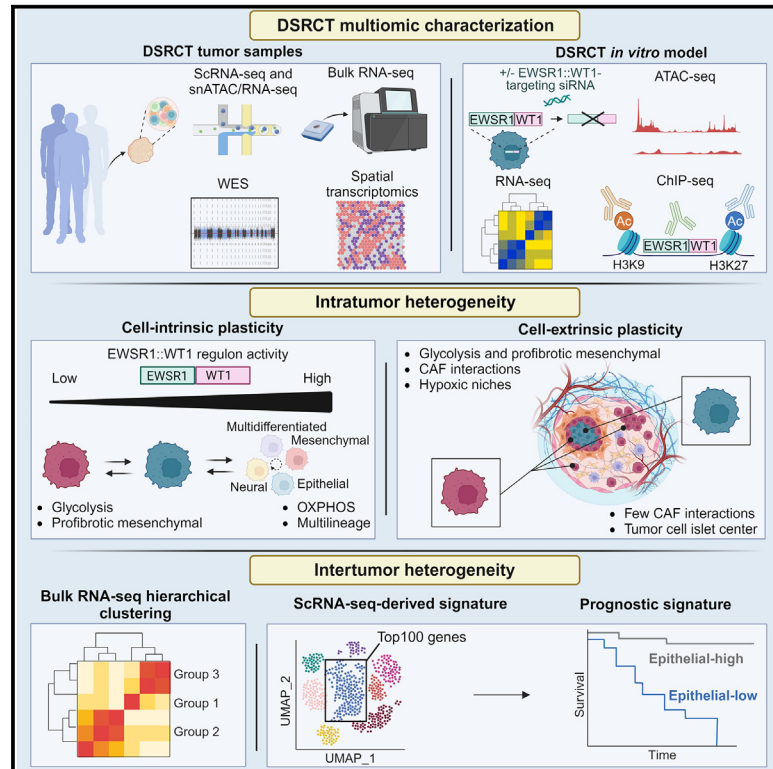 DSRCT multiomic characterization
DSRCT tumor samples
ScRNA-seq and
snATAC/RNA-seq
Bulk RNA-seq
WES
Spatial
transcriptomics
DSRCT in vitro model
+/- EWSR1::WT1-
targeting siRNA
EWSR1 WT1
ATAC-seq
RNA-seq
ChIP-seq
Ac
Ac
EWSR1 WT1
H3K9
H3K27
Intratumor heterogeneity
Cell-intrinsic plasticity
EWSR1::WT1 regulon activity
Low
EWSR1 WT1
High
Multidifferentiated
Mesenchymal
Neural
Epithelial
• Glycolysis
• Profibrotic mesenchymal
• OXPHOS
• Multilineage
Cell-extrinsic plasticity
• Glycolysis and profibrotic mesenchymal
• CAF interactions
• Hypoxic niches
• Few CAF interactions
• Tumor cell islet center
Intertumor heterogeneity
Bulk RNA-seq hierarchical
clustering
Group 3
Group 1
Group 2
ScRNA-seq-derived signature
Top100 genes
UMAP_2
UMAP_1
Prognostic signature
Survival
Epithelial-high
Epithelial-low
Time